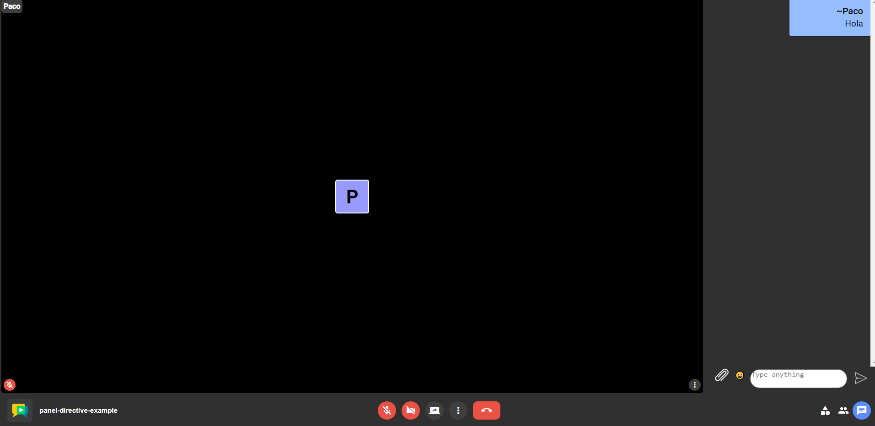 Paco
~Paco
Hola
P
Type anything
panel-directive-example